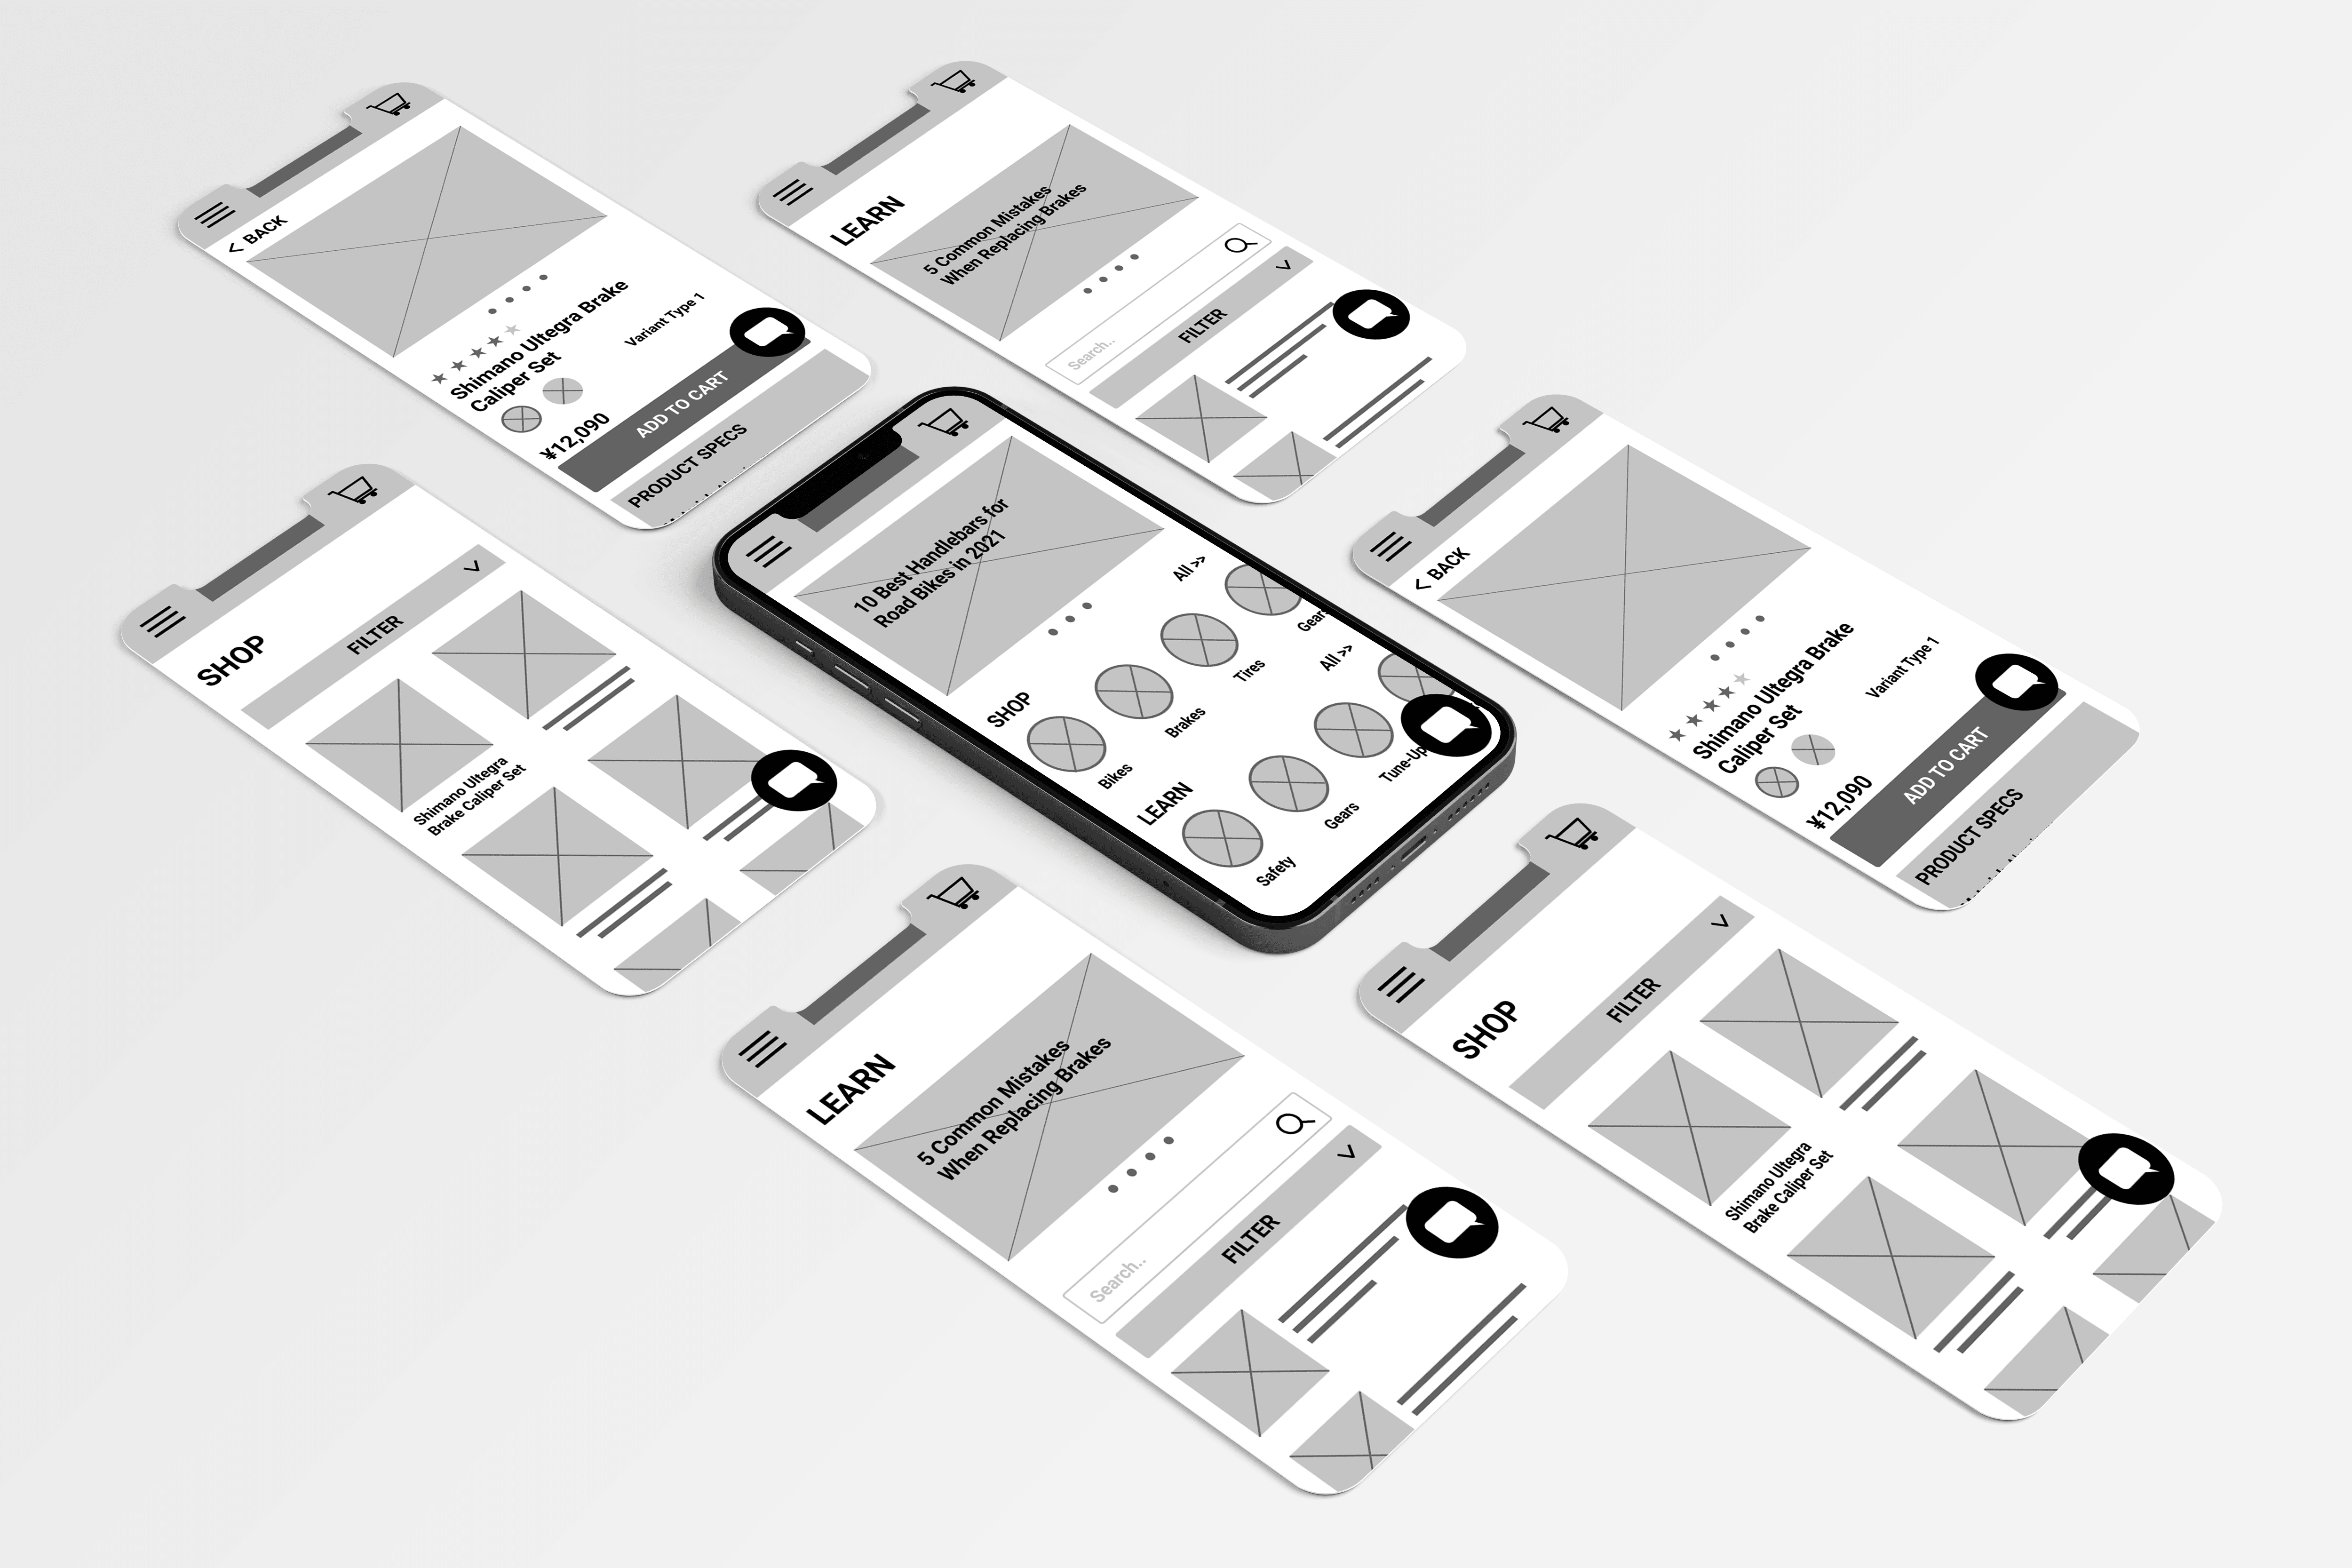 < BACK
Shimano Ultegra Brake
Caliper Set
Variant Type 1
¥12,090
ADD TO CART
PRODUCT SPECS
LEARN
5 Common Mistakes
When Replacing Brakes
Search..
FILTER
SHOP
FILTER
Shimano Ultegra
Brake Caliper Set
10 Best Handlebars for
Road Bikes in 2021
SHOP
All >>
Bikes
Brakes
Tires
Gears
LEARN
All >>
Safety
Gears
Tune-Up
< BACK
Shimano Ultegra Brake
Caliper Set
Variant Type 1
¥12,090
ADD TO CART
PRODUCT SPECS
LEARN
5 Common Mistakes
When Replacing Brakes
Search..
FILTER
SHOP
FILTER
Shimano Ultegra
Brake Caliper Set